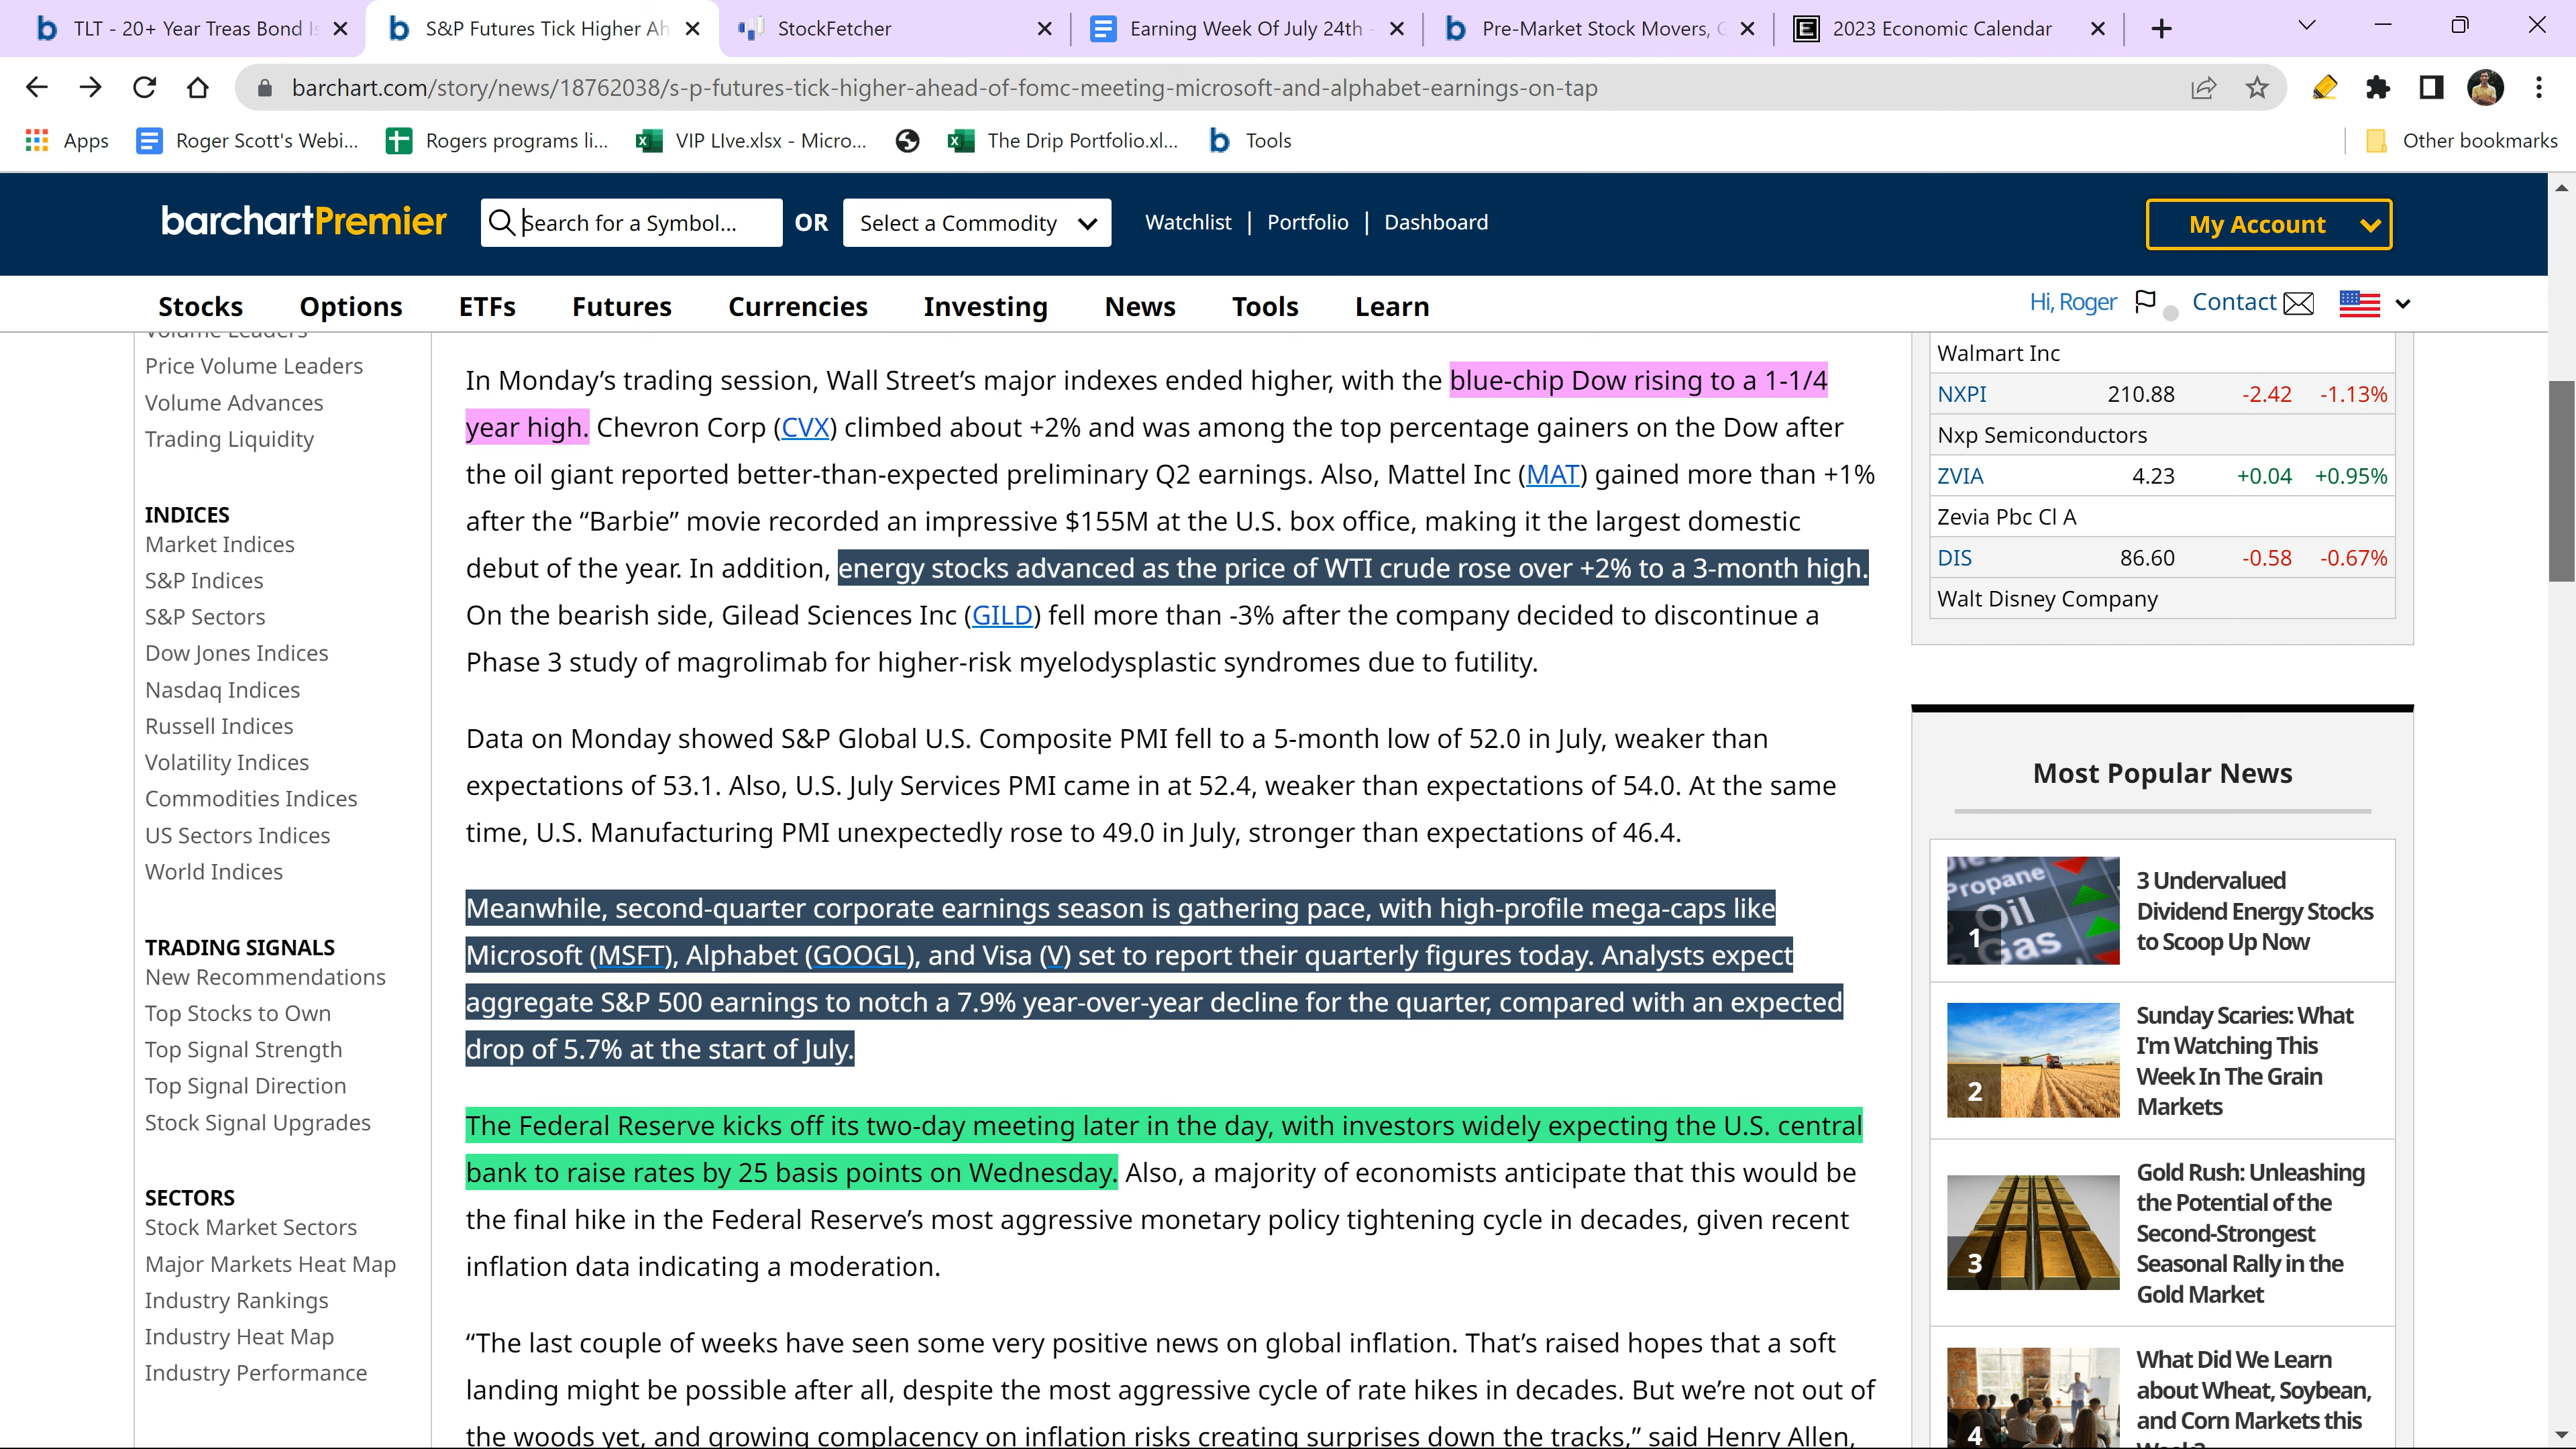 TLT - 20+ Year Treas Bond Is
S&P Futures Tick Higher Ah
StockFetcher
Earning Week Of July 24th -
Pre-Market Stock Movers, G
2023 Economic Calendar
barchart.com/story/news/18762038/s-p-futures-tick-higher-ahead-of-fomc-meeting-microsoft-and-alphabet-earnings-on-tap
Apps
Roger Scott's Webi...
Rogers programs li...
VIP LIve.xlsx - Micro...
The Drip Portfolio.xl...
Tools
Other bookmarks
barchartPremier
Search for a Symbol...
OR
Select a Commodity
Watchlist | Portfolio | Dashboard
My Account
Stocks Options ETFs Futures Currencies Investing News Tools Learn
Hi, Roger
Contact
Volume Leaders
Price Volume Leaders
Volume Advances
Trading Liquidity
INDICES
Market Indices
S&P Indices
S&P Sectors
Dow Jones Indices
Nasdaq Indices
Russell Indices
Volatility Indices
Commodities Indices
US Sectors Indices
World Indices
TRADING SIGNALS
New Recommendations
Top Stocks to Own
Top Signal Strength
Top Signal Direction
Stock Signal Upgrades
SECTORS
Stock Market Sectors
Major Markets Heat Map
Industry Rankings
Industry Heat Map
Industry Performance
In Monday’s trading session, Wall Street’s major indexes ended higher, with the blue-chip Dow rising to a 1-1/4
year high. Chevron Corp (CVX) climbed about +2% and was among the top percentage gainers on the Dow after
the oil giant reported better-than-expected preliminary Q2 earnings. Also, Mattel Inc (MAT) gained more than +1%
after the “Barbie” movie recorded an impressive $155M at the U.S. box office, making it the largest domestic
debut of the year. In addition, energy stocks advanced as the price of WTI crude rose over +2% to a 3-month high.
On the bearish side, Gilead Sciences Inc (GILD) fell more than -3% after the company decided to discontinue a
Phase 3 study of magrolimab for higher-risk myelodysplastic syndromes due to futility.
Data on Monday showed S&P Global U.S. Composite PMI fell to a 5-month low of 52.0 in July, weaker than
expectations of 53.1. Also, U.S. July Services PMI came in at 52.4, weaker than expectations of 54.0. At the same
time, U.S. Manufacturing PMI unexpectedly rose to 49.0 in July, stronger than expectations of 46.4.
Meanwhile, second-quarter corporate earnings season is gathering pace, with high-profile mega-caps like
Microsoft (MSFT), Alphabet (GOOGL), and Visa (V) set to report their quarterly figures today. Analysts expect
aggregate S&P 500 earnings to notch a 7.9% year-over-year decline for the quarter, compared with an expected
drop of 5.7% at the start of July.
The Federal Reserve kicks off its two-day meeting later in the day, with investors widely expecting the U.S. central
bank to raise rates by 25 basis points on Wednesday. Also, a majority of economists anticipate that this would be
the final hike in the Federal Reserve’s most aggressive monetary policy tightening cycle in decades, given recent
inflation data indicating a moderation.
“The last couple of weeks have seen some very positive news on global inflation. That’s raised hopes that a soft
landing might be possible after all, despite the most aggressive cycle of rate hikes in decades. But we’re not out of
the woods yet, and growing complacency on inflation risks creating surprises down the tracks,” said Henry Allen,
Walmart Inc
NXPI 210.88 -2.42 -1.13%
Nxp Semiconductors
ZVIA 4.23 +0.04 +0.95%
Zevia Pbc Cl A
DIS 86.60 -0.58 -0.67%
Walt Disney Company
Most Popular News
Propane
Oil
Gas
1
3 Undervalued
Dividend Energy Stocks
to Scoop Up Now
2
Sunday Scaries: What
I'm Watching This
Week In The Grain
Markets
3
Gold Rush: Unleashing
the Potential of the
Second-Strongest
Seasonal Rally in the
Gold Market
4
What Did We Learn
about Wheat, Soybean,
and Corn Markets this